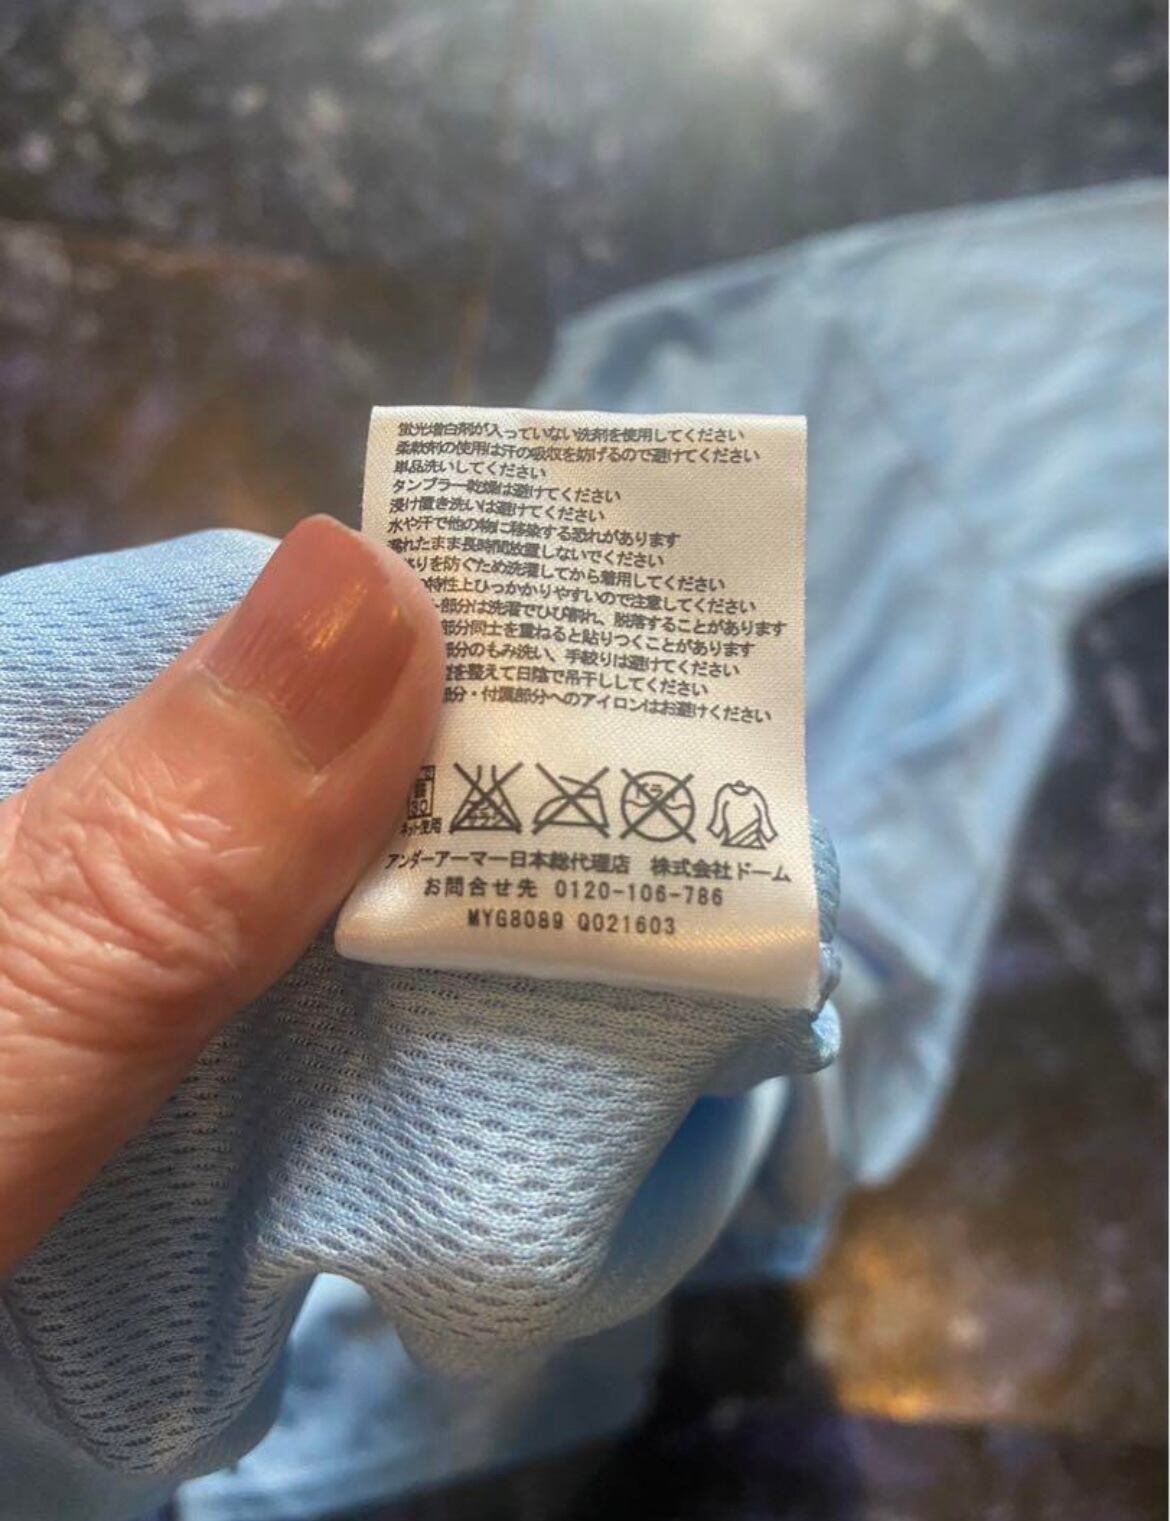 蛍光増白剤が入っていない洗剤を使用してください
柔軟剤の使用は汗の吸収を妨げるので避けてください
単品洗いしてください
タンブラー乾燥は避けてください
浸け置き洗いは避けてください
水や汗で他の物に移染する恐れがあります
れたまま長時間放置しないでください
りを防ぐため洗濯してから着用してください
特性上ひっかかりやすいので注意してください
部分は洗濯でひび割れ、脱落することがあります
部分同士を重ねると貼りつくことがあります
部分のもみ洗い、手絞りは避けてください
を整えて日陰で吊干ししてください
部分・付属部分へのアイロンはお避けください
30
ネット使用
アンダーアーマー日本総代理店 株式会社ドーム
お問合せ先 0120-106-786
MYG8089 Q021603